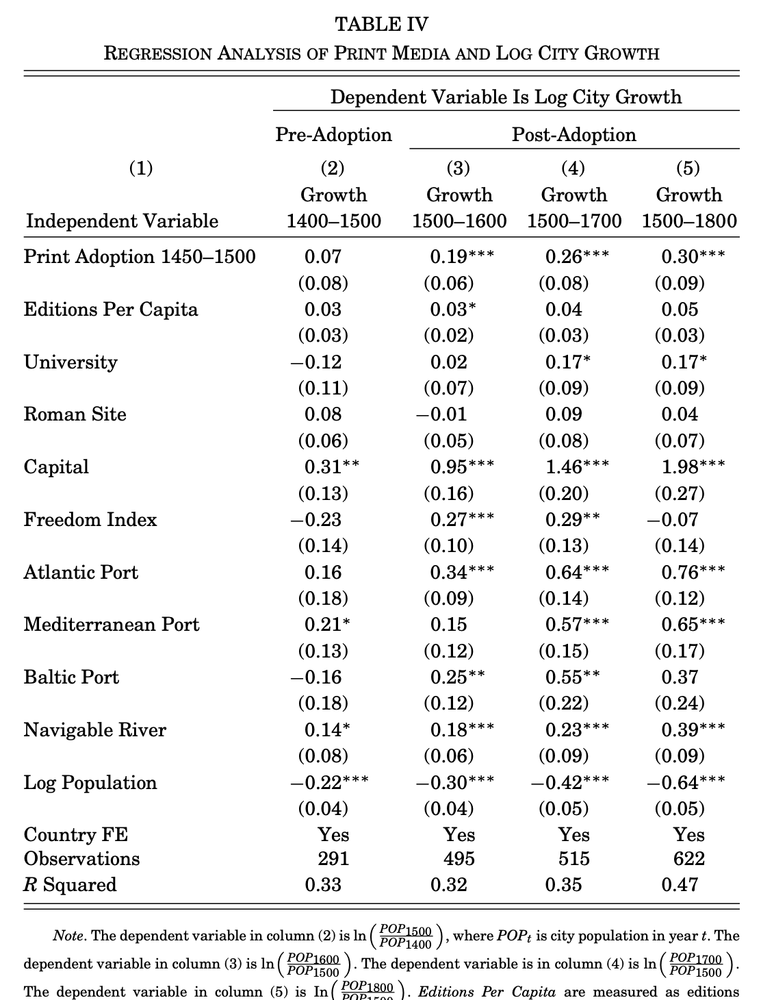 TABLE IV
REGRESSION ANALYSIS OF PRINT MEDIA AND LOG CITY GROWTH
Dependent Variable Is Log City Growth
Pre-Adoption Post-Adoption
(1) (2) (3) (4) (5)
Growth Growth Growth Growth
Independent Variable 1400–1500 1500–1600 1500–1700 1500–1800
Print Adoption 1450–1500 0.07 0.19*** 0.26*** 0.30***
(0.08) (0.06) (0.08) (0.09)
Editions Per Capita 0.03 0.03* 0.04 0.05
(0.03) (0.02) (0.03) (0.03)
University −0.12 0.02 0.17* 0.17*
(0.11) (0.07) (0.09) (0.09)
Roman Site 0.08 −0.01 0.09 0.04
(0.06) (0.05) (0.08) (0.07)
Capital 0.31** 0.95*** 1.46*** 1.98***
(0.13) (0.16) (0.20) (0.27)
Freedom Index −0.23 0.27*** 0.29** −0.07
(0.14) (0.10) (0.13) (0.14)
Atlantic Port 0.16 0.34*** 0.64*** 0.76***
(0.18) (0.09) (0.14) (0.12)
Mediterranean Port 0.21* 0.15 0.57*** 0.65***
(0.13) (0.12) (0.15) (0.17)
Baltic Port −0.16 0.25** 0.55** 0.37
(0.18) (0.12) (0.22) (0.24)
Navigable River 0.14* 0.18*** 0.23*** 0.39***
(0.08) (0.06) (0.09) (0.09)
Log Population −0.22*** −0.30*** −0.42*** −0.64***
(0.04) (0.04) (0.05) (0.05)
Country FE Yes Yes Yes Yes
Observations 291 495 515 622
R Squared 0.33 0.32 0.35 0.47
Note. The dependent variable in column (2) is ln(POP1500/POP1400), where POPt is city population in year t. The
dependent variable in column (3) is ln(POP1600/POP1500). The dependent variable is in column (4) is ln(POP1700/POP1500).
The dependent variable in column (5) is In(POP1800/POP1500). Editions Per Capita are measured as editions